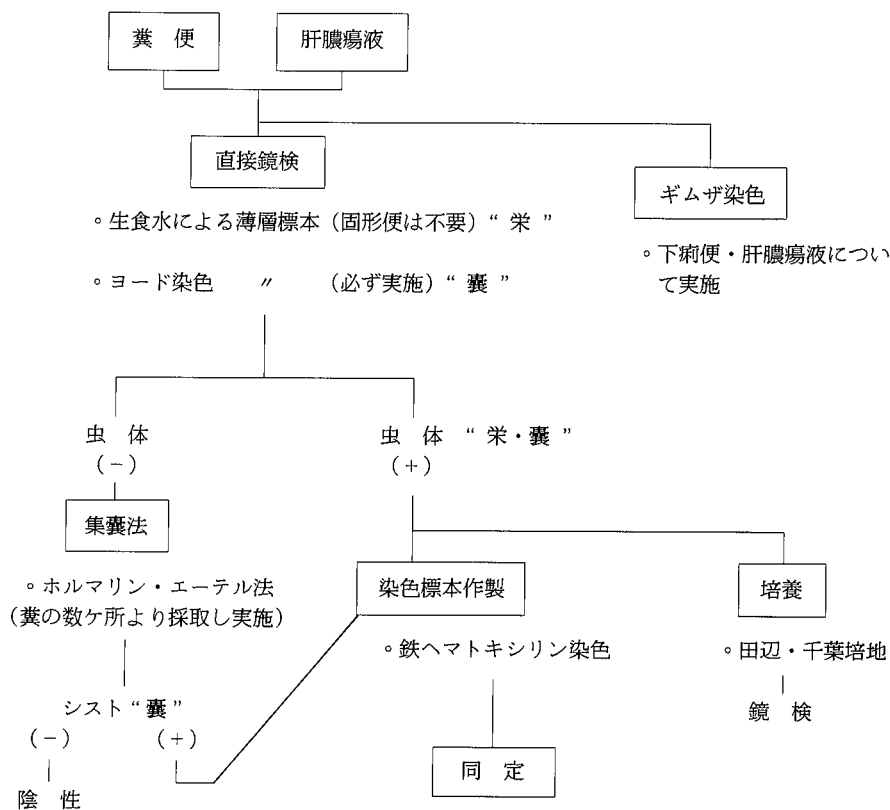 糞 便
肝膿瘍液
直接鏡検
ギムザ染色
◦生食水による薄層標本（固形便は不要）“ 栄 ”
◦ヨード染色 〃 （必ず実施）“ 嚢 ”
◦下痢便・肝膿瘍液につい
て実施
虫 体
（－）
虫 体 “ 栄・嚢 ”
（＋）
集嚢法
◦ホルマリン・エーテル法
（糞の数ケ所より採取し実施）
染色標本作製
◦鉄ヘマトキシリン染色
培養
◦田辺・千葉培地
鏡 検
シスト“ 嚢 ”
（－） （＋）
陰 性
同 定